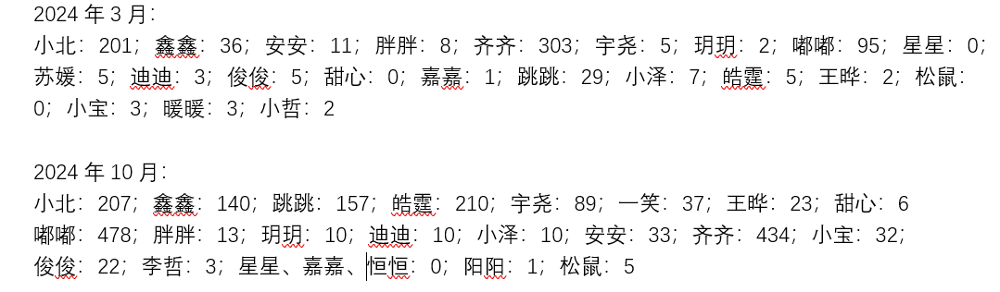 2024 年 3 月：
小北：201；鑫鑫：36；安安：11；胖胖：8；齐齐：303；宇尧：5；玥玥：2；嘟嘟：95；星星：0；
苏媛：5；迪迪：3；俊俊：5；甜心：0；嘉嘉：1；跳跳：29；小泽：7；皓霆：5；王晔：2；松鼠：
0；小宝：3；暖暖：3；小哲：2
2024 年 10 月：
小北：207；鑫鑫：140；跳跳：157；皓霆：210；宇尧：89；一笑：37；王晔：23；甜心：6
嘟嘟：478；胖胖：13；玥玥：10；迪迪：10；小泽：10；安安：33；齐齐：434；小宝：32；
俊俊：22；李哲：3；星星、嘉嘉、恒恒：0；阳阳：1；松鼠：5